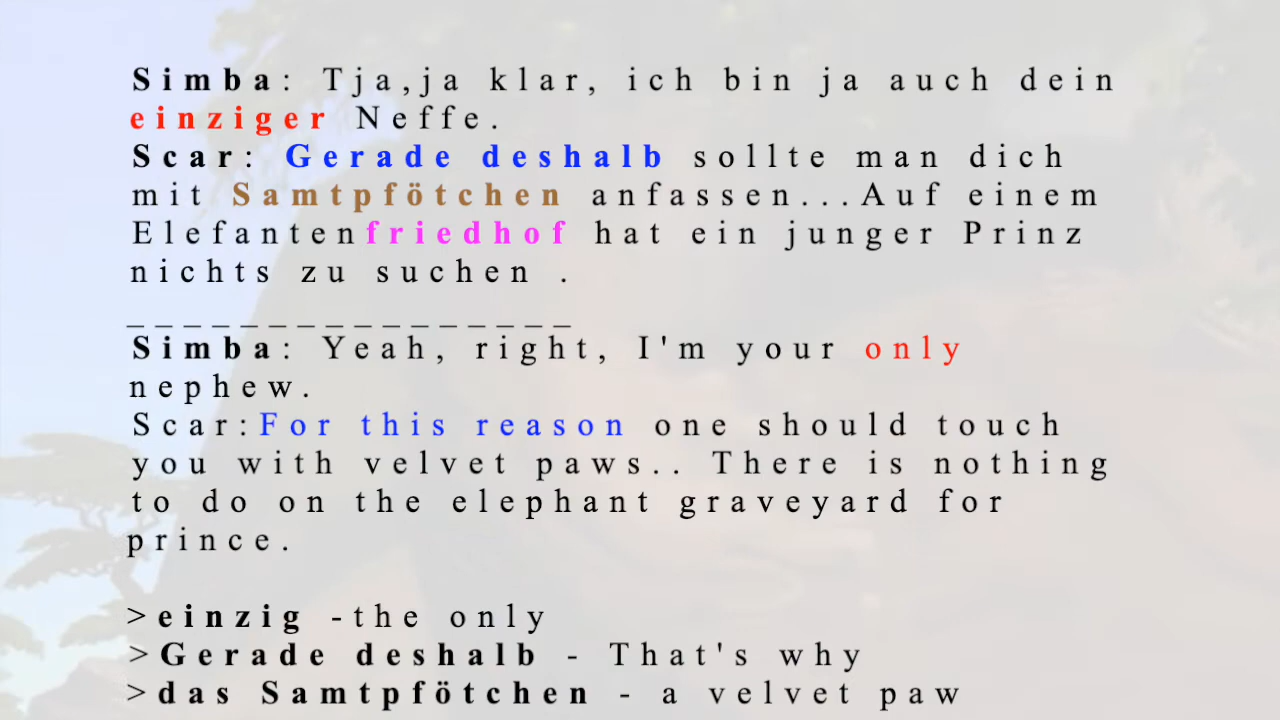 Simba: Tja,ja klar, ich bin ja auch dein
einziger Neffe.
Scar: Gerade deshalb sollte man dich
mit Samtpfötchen anfassen...Auf einem
Elefantenfriedhof hat ein junger Prinz
nichts zu suchen .
________________
Simba: Yeah, right, I'm your only
nephew.
Scar:For this reason one should touch
you with velvet paws.. There is nothing
to do on the elephant graveyard for
prince.
>einzig -the only
>Gerade deshalb - That's why
>das Samtpfötchen - a velvet paw